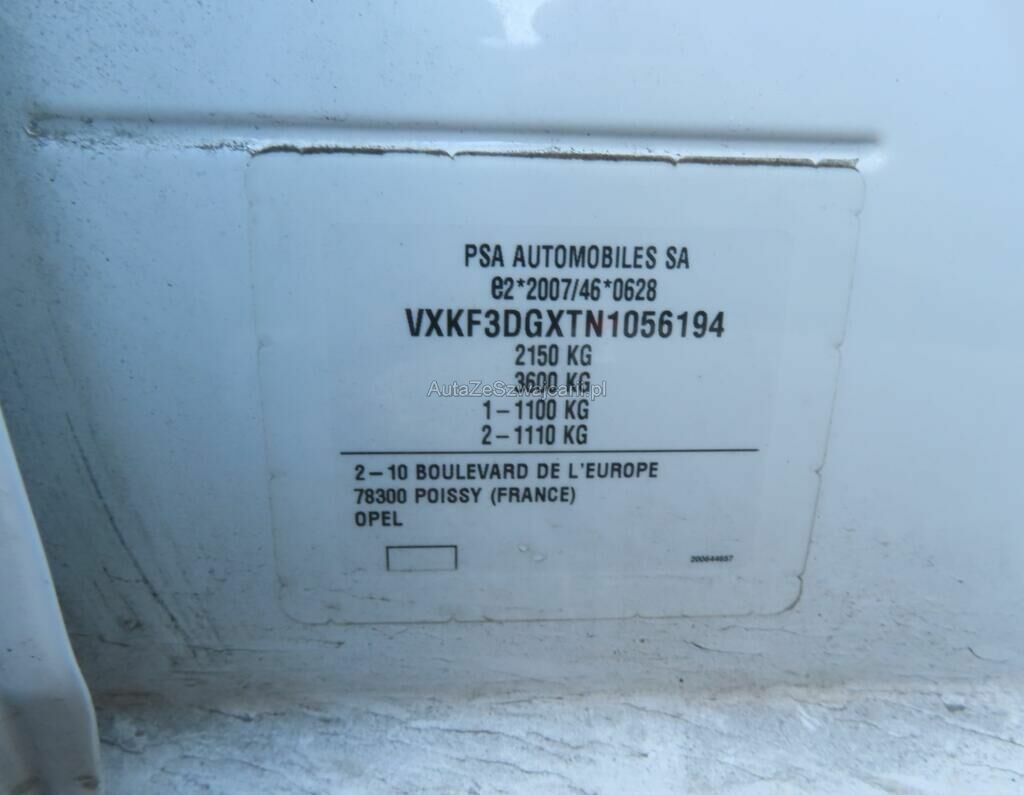 PSA AUTOMOBILES SA
e2*2007/46*0628
VXKF3DGXTN1056194
2150 KG
3600 KG
AutaZeSzwajcarii.pl
1-1100 KG
2-1110 KG
2-10 BOULEVARD DE L'EUROPE
78300 POISSY (FRANCE)
OPEL